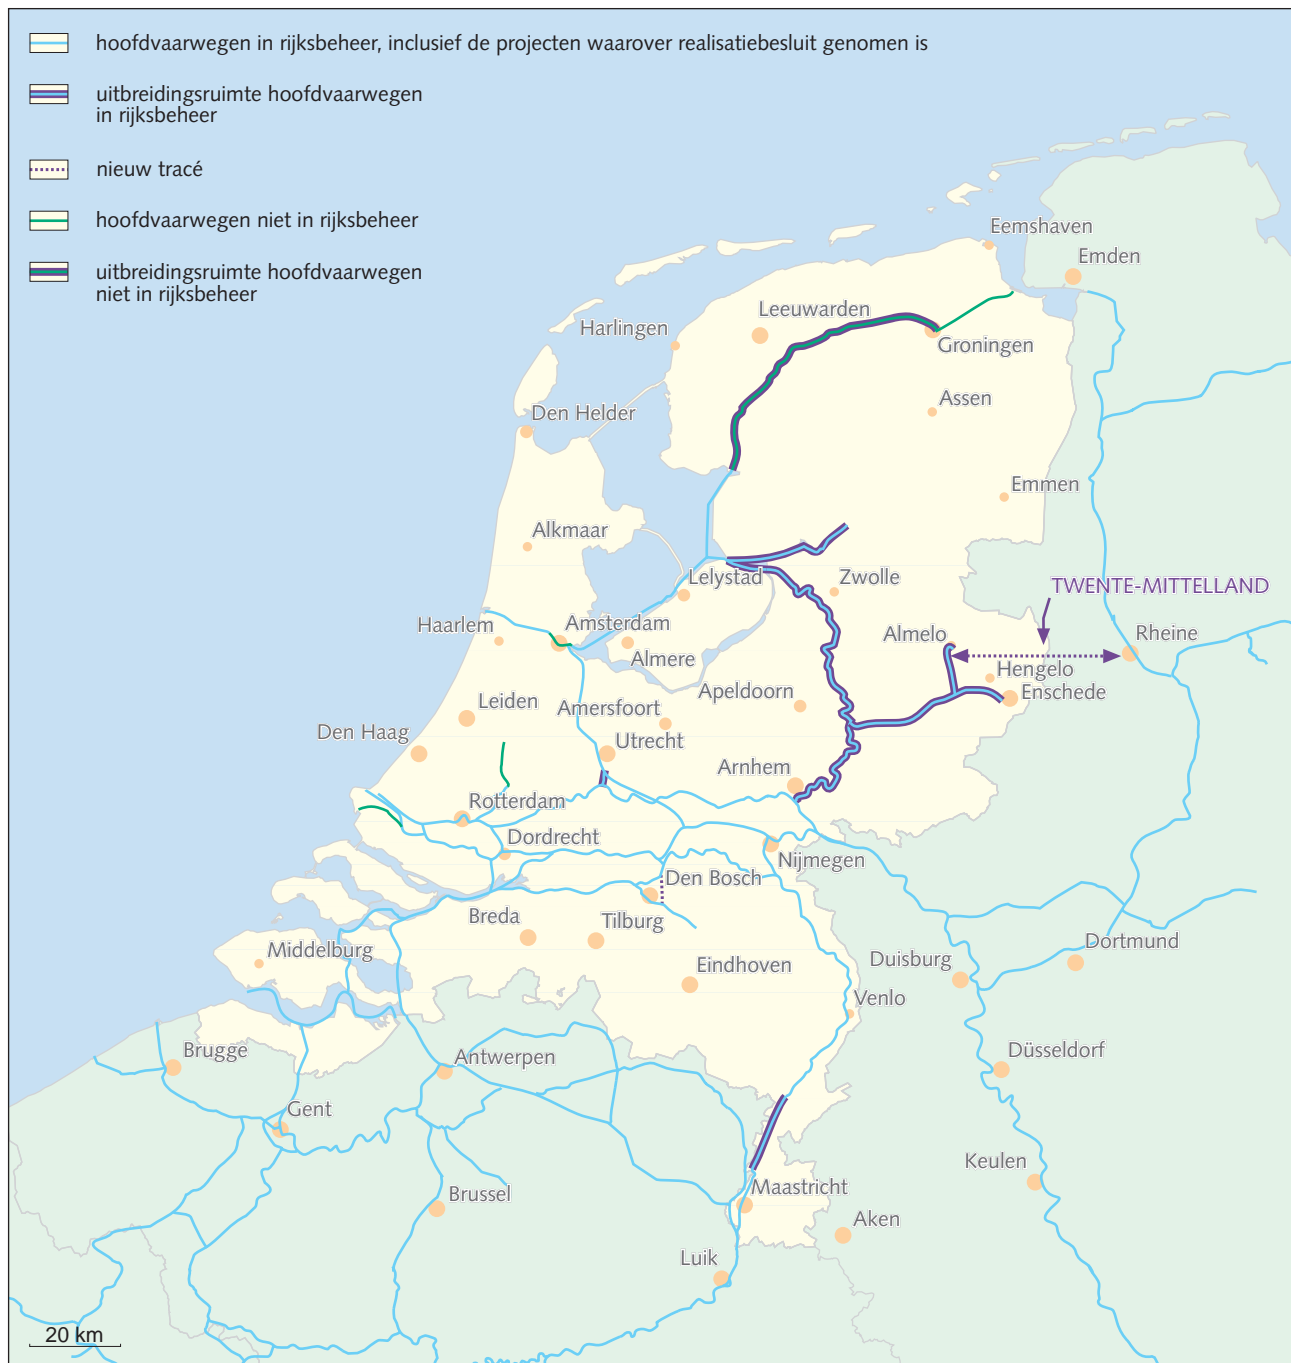 hoofdvaarwegen in rijksbeheer, inclusief de projecten waarover realisatiebesluit genomen is
uitbreidingsruimte hoofdvaarwegen
in rijksbeheer
nieuw tracé
hoofdvaarwegen niet in rijksbeheer
uitbreidingsruimte hoofdvaarwegen
niet in rijksbeheer
Eemshaven
Emden
Leeuwarden
Harlingen
Groningen
Assen
Den Helder
Emmen
Alkmaar
Lelystad
Zwolle
TWENTE-MITTELLAND
Haarlem
Amsterdam
Almelo
Rheine
Almere
Hengelo
Enschede
Apeldoorn
Leiden
Amersfoort
Den Haag
Utrecht
Arnhem
Rotterdam
Dordrecht
Nijmegen
Den Bosch
Breda
Tilburg
Middelburg
Dortmund
Duisburg
Eindhoven
Venlo
Brugge
Antwerpen
Düsseldorf
Gent
Keulen
Maastricht
Brussel
Aken
Luik
20 km